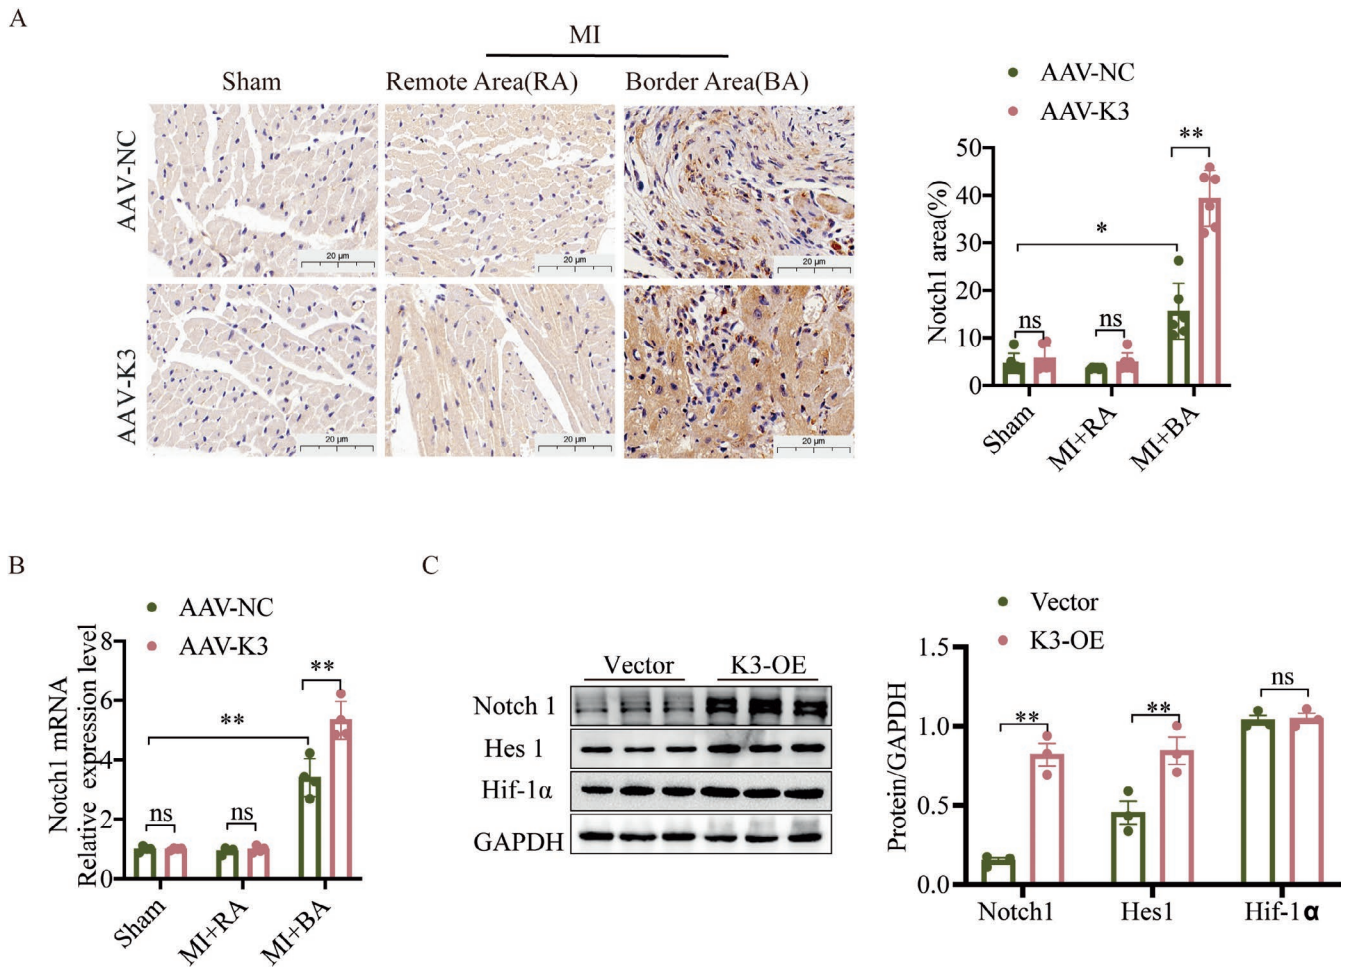 A
MI
Sham
Remote Area(RA)
Border Area(BA)
AAV-NC
AAV-K3
20 µm
20 µm
20 µm
20 µm
20 µm
20 µm
AAV-NC
AAV-K3
Notch1 area(%)
50
40
30
20
10
0
ns
ns
*
**
Sham
MI+RA
MI+BA
B
AAV-NC
AAV-K3
Notch1 mRNA
Relative expression level
8
6
4
2
0
ns
ns
**
**
Sham
MI+RA
MI+BA
C
Vector
K3-OE
Notch 1
Hes 1
Hif-1α
GAPDH
Vector
K3-OE
Protein/GAPDH
1.5
1.0
0.5
0.0
**
**
ns
Notch1
Hes1
Hif-1α